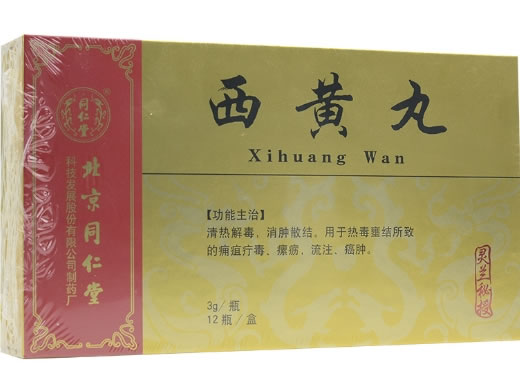 同仁堂
®
北京同仁堂
科技发展股份有限公司制药厂
西黄丸
Xihuang Wan
【功能主治】
清热解毒，消肿散结。用于热毒壅结所致
的痈疽疔毒，瘰疬，流注，癌肿。
3g/瓶
12瓶/盒
灵兰秘授